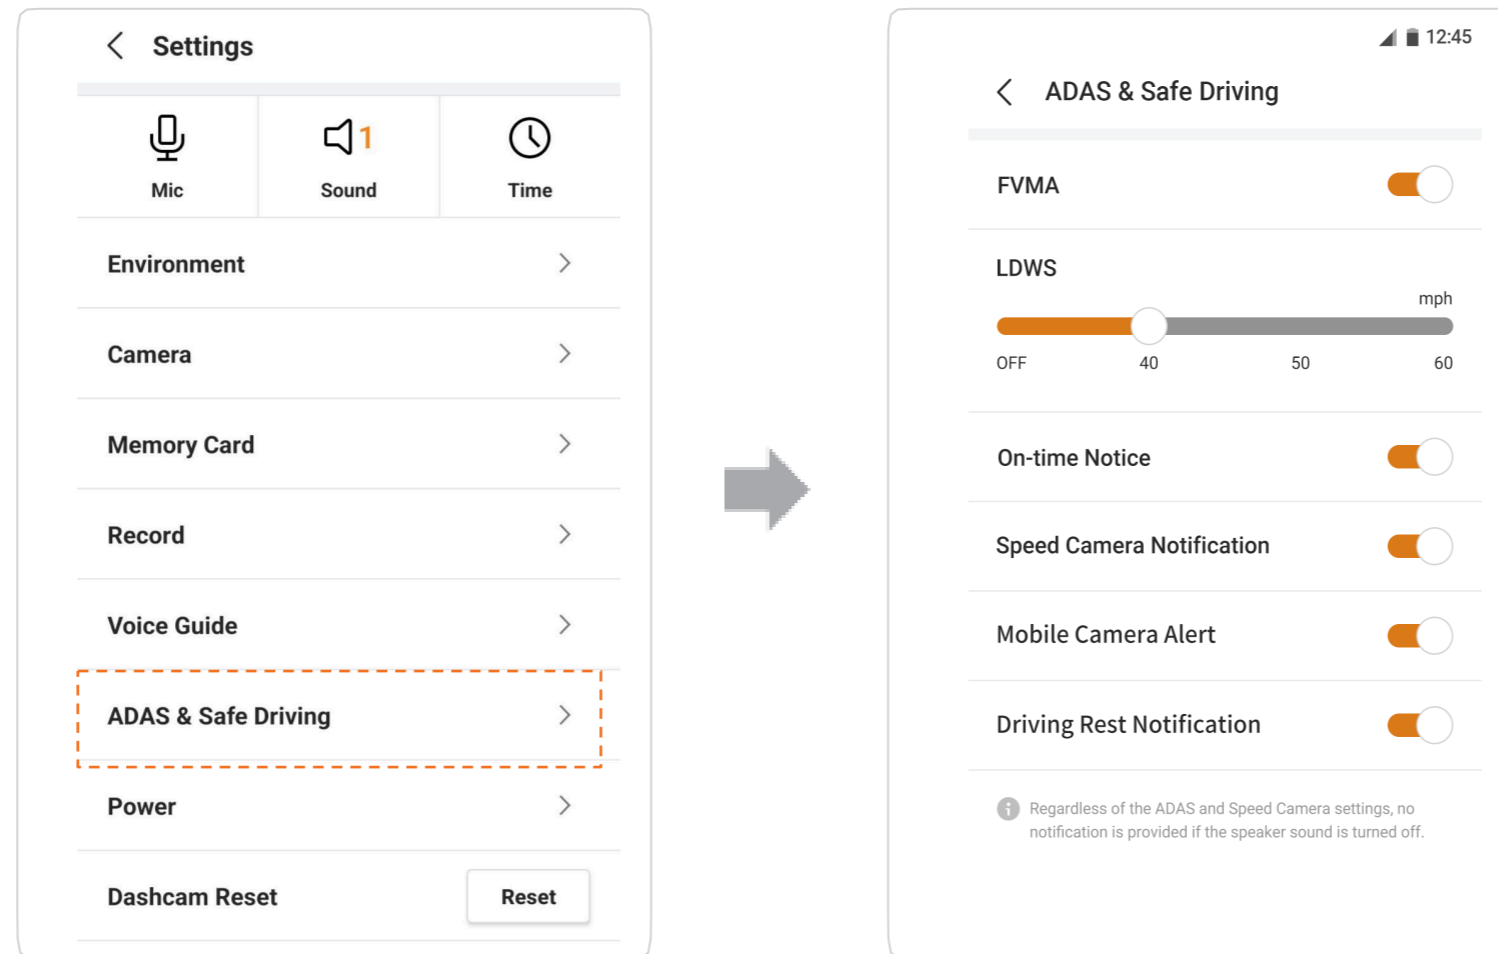 Settings
1
Mic
Sound
Time
Environment
Camera
Memory Card
Record
Voice Guide
ADAS & Safe Driving
Power
Dashcam Reset
Reset
12:45
ADAS & Safe Driving
FVMA
LDWS
mph
OFF 40 50 60
On-time Notice
Speed Camera Notification
Mobile Camera Alert
Driving Rest Notification
Regardless of the ADAS and Speed Camera settings, no
notification is provided if the speaker sound is turned off.